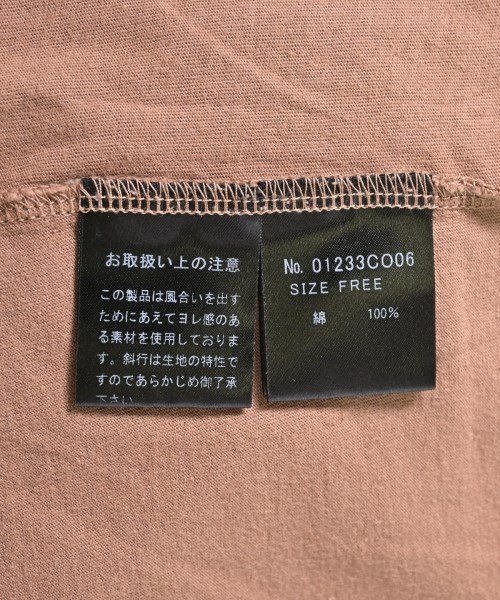 お取扱い上の注意
この製品は風合いを出す
ためにあえてヨレ感のあ
る素材を使用しておりま
す。斜行は生地の特性で
すのであらかじめ御了承
下さい。
No. 01233CO06
SIZE FREE
綿 100%